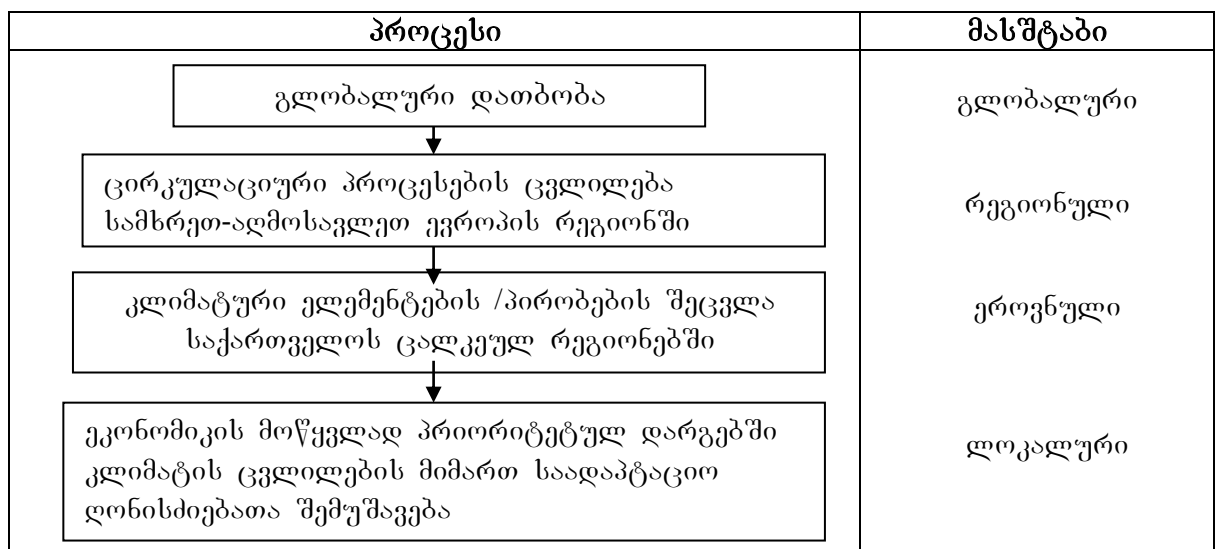 პროცესი მასშტაბი
გლობალური დათბობა გლობალური
ცირკულაციური პროცესების ცვლილება
სამხრეთ-აღმოსავლეთ ევროპის რეგიონში
რეგიონული
კლიმატური ელემენტების /პირობების შეცვლა
საქართველოს ცალკეულ რეგიონებში
ეროვნული
ეკონომიკის მოწყვლად პრიორიტეტულ დარგებში
კლიმატის ცვლილების მიმართ საადაპტაციო
ღონისძიებათა შემუშავება
ლოკალური